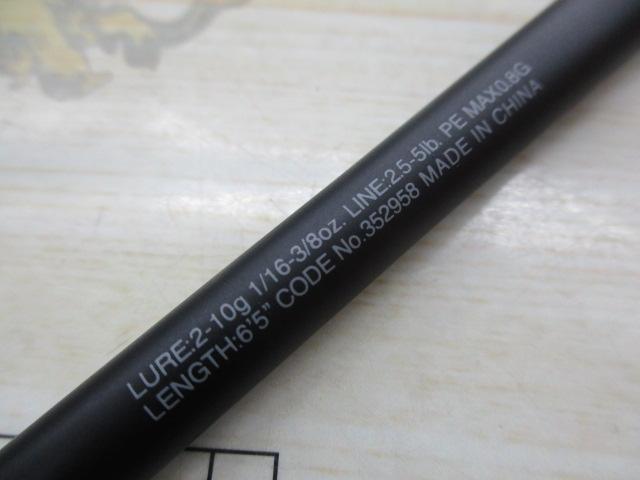 LURE:2-10g 1/16-3/8oz. LINE:2.5-5lb. PE MAX0.8G
LENGTH:6'5" CODE No.352958 MADE IN CHINA